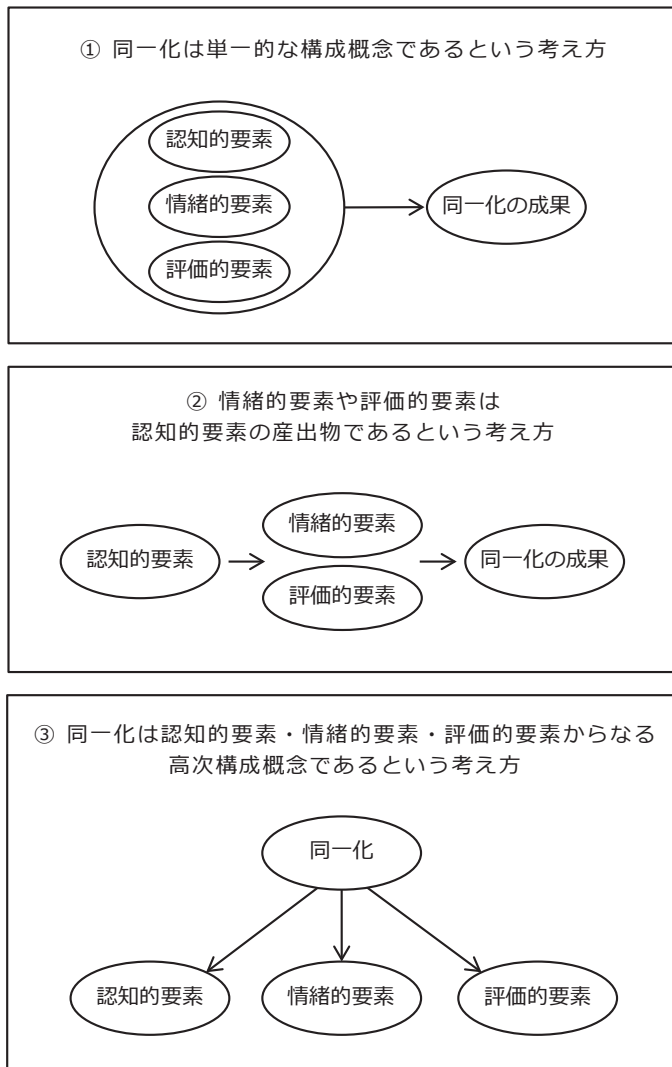 ① 同一化は単一的な構成概念であるという考え方
認知的要素
情緒的要素
同一化の成果
評価的要素
② 情緒的要素や評価的要素は
認知的要素の産出物であるという考え方
認知的要素
情緒的要素
評価的要素
同一化の成果
③ 同一化は認知的要素・情緒的要素・評価的要素からなる
高次構成概念であるという考え方
同一化
認知的要素
情緒的要素
評価的要素